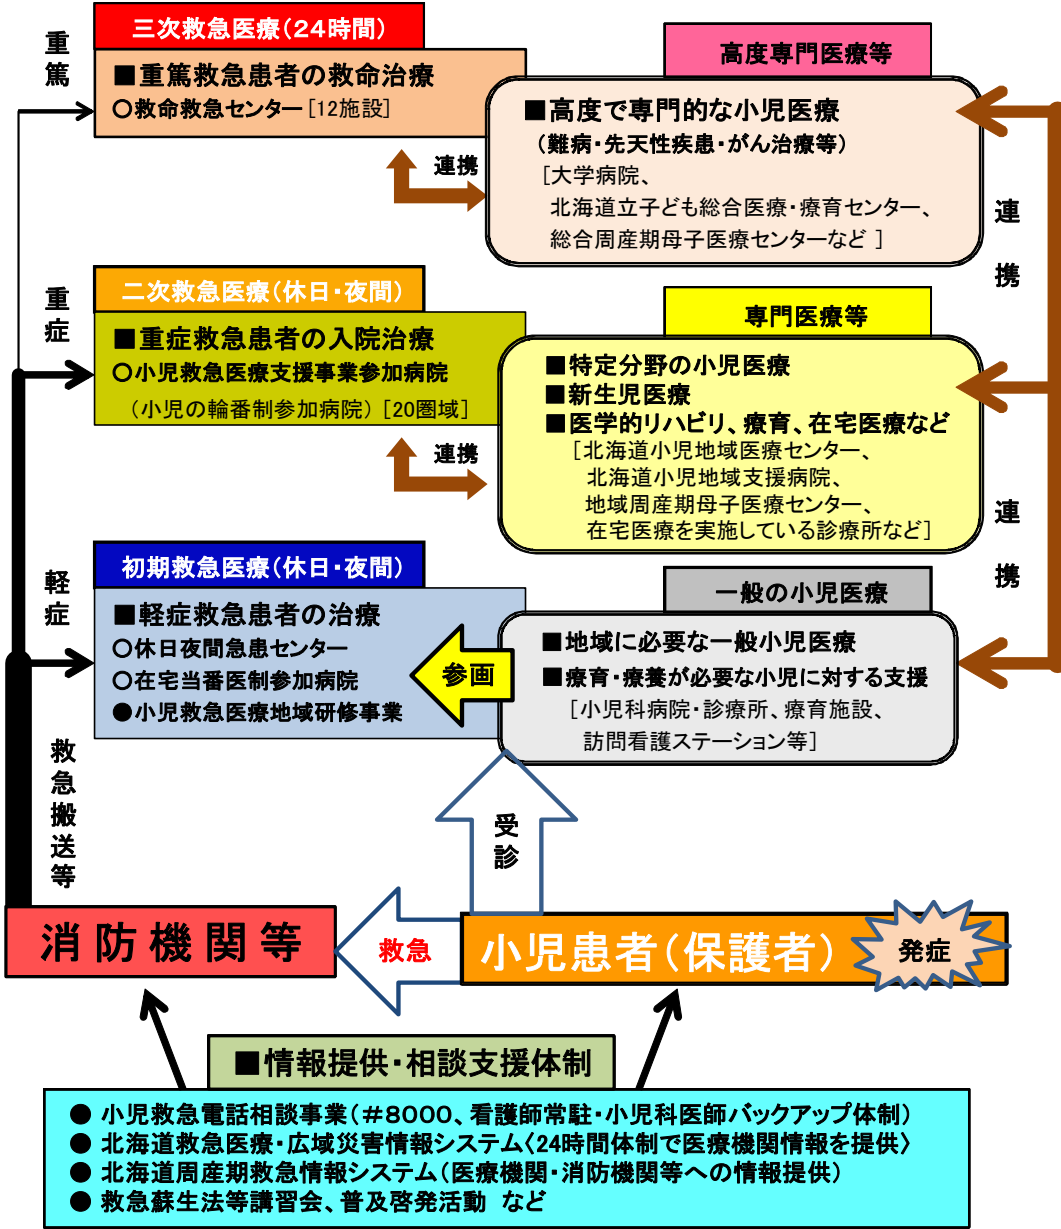 重篤
三次救急医療(24時間)
■重篤救急患者の救命治療
○救命救急センター [12施設]
高度専門医療等
■高度で専門的な小児医療
(難病・先天性疾患・がん治療等)
[大学病院、
北海道立子ども総合医療・療育センター、
総合周産期母子医療センターなど ]
連携
連携
重症
二次救急医療(休日・夜間)
■重症救急患者の入院治療
○小児救急医療支援事業参加病院
(小児の輪番制参加病院) [20圏域]
専門医療等
■特定分野の小児医療
■新生児医療
■医学的リハビリ、療育、在宅医療など
[北海道小児地域医療センター、
北海道小児地域支援病院、
地域周産期母子医療センター、
在宅医療を実施している診療所など]
連携
連携
軽症
初期救急医療(休日・夜間)
■軽症救急患者の治療
○休日夜間急患センター
○在宅当番医制参加病院
●小児救急医療地域研修事業
参画
一般の小児医療
■地域に必要な一般小児医療
■療育・療養が必要な小児に対する支援
[小児科病院・診療所、療育施設、
訪問看護ステーション等]
救急搬送等
受診
消防機関等
救急
小児患者(保護者)
発症
■情報提供・相談支援体制
● 小児救急電話相談事業(#8000、看護師常駐・小児科医師バックアップ体制)
● 北海道救急医療・広域災害情報システム〈24時間体制で医療機関情報を提供〉
● 北海道周産期救急情報システム(医療機関・消防機関等への情報提供)
● 救急蘇生法等講習会、普及啓発活動 など